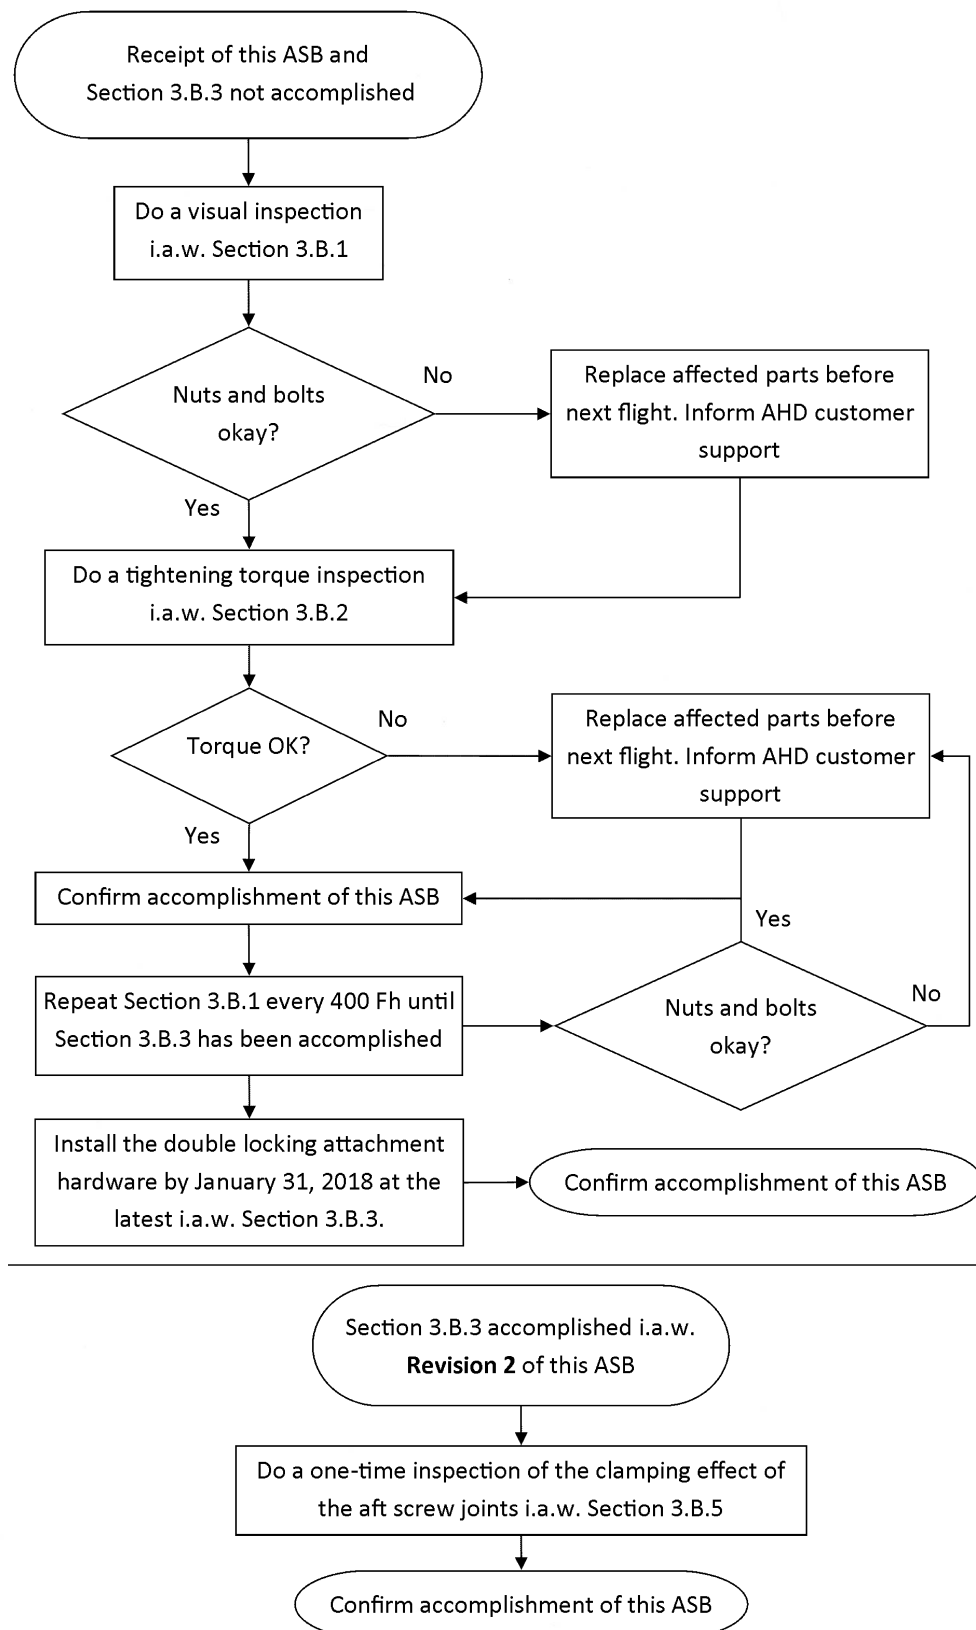 Receipt of this ASB and
Section 3.B.3 not accomplished
Do a visual inspection
i.a.w. Section 3.B.1
Nuts and bolts
okay?
No
Replace affected parts before
next flight. Inform AHD customer
support
Yes
Do a tightening torque inspection
i.a.w. Section 3.B.2
Torque OK?
No
Replace affected parts before
next flight. Inform AHD customer
support
Yes
Confirm accomplishment of this ASB
Yes
Repeat Section 3.B.1 every 400 Fh until
Section 3.B.3 has been accomplished
Nuts and bolts
okay?
No
Install the double locking attachment
hardware by January 31, 2018 at the
latest i.a.w. Section 3.B.3.
Confirm accomplishment of this ASB
Section 3.B.3 accomplished i.a.w.
Revision 2 of this ASB
Do a one-time inspection of the clamping effect of
the aft screw joints i.a.w. Section 3.B.5
Confirm accomplishment of this ASB